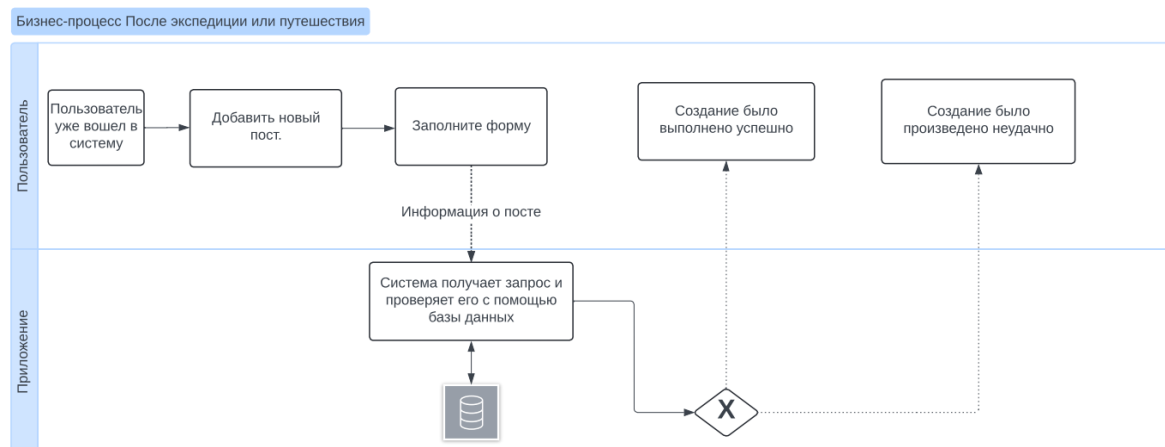 Бизнес-процесс После экспедиции или путешествия
Пользователь
Пользователь
уже вошел в
систему
Добавить новый
пост.
Заполните форму
Создание было
выполнено успешно
Создание было
произведено неудачно
Информация о посте
Приложение
Система получает запрос и
проверяет его с помощью
базы данных
X